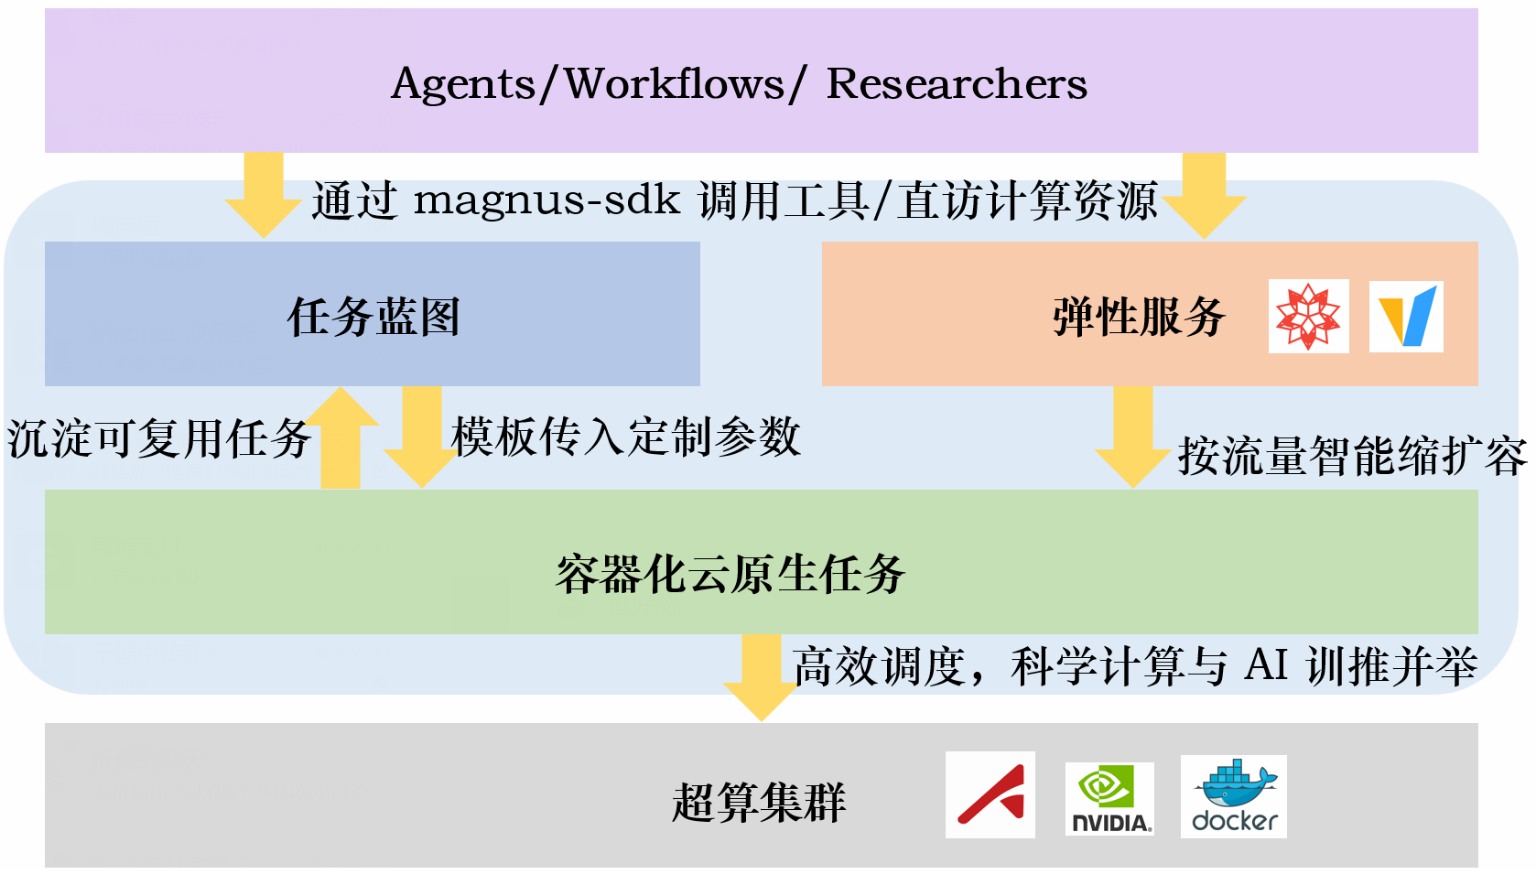 Agents/Workflows/ Researchers
通过 magnus-sdk 调用工具/直访计算资源
任务蓝图
弹性服务
沉淀可复用任务
模板传入定制参数
按流量智能缩扩容
容器化云原生任务
高效调度，科学计算与 AI 训推并举
超算集群
NVIDIA.
docker